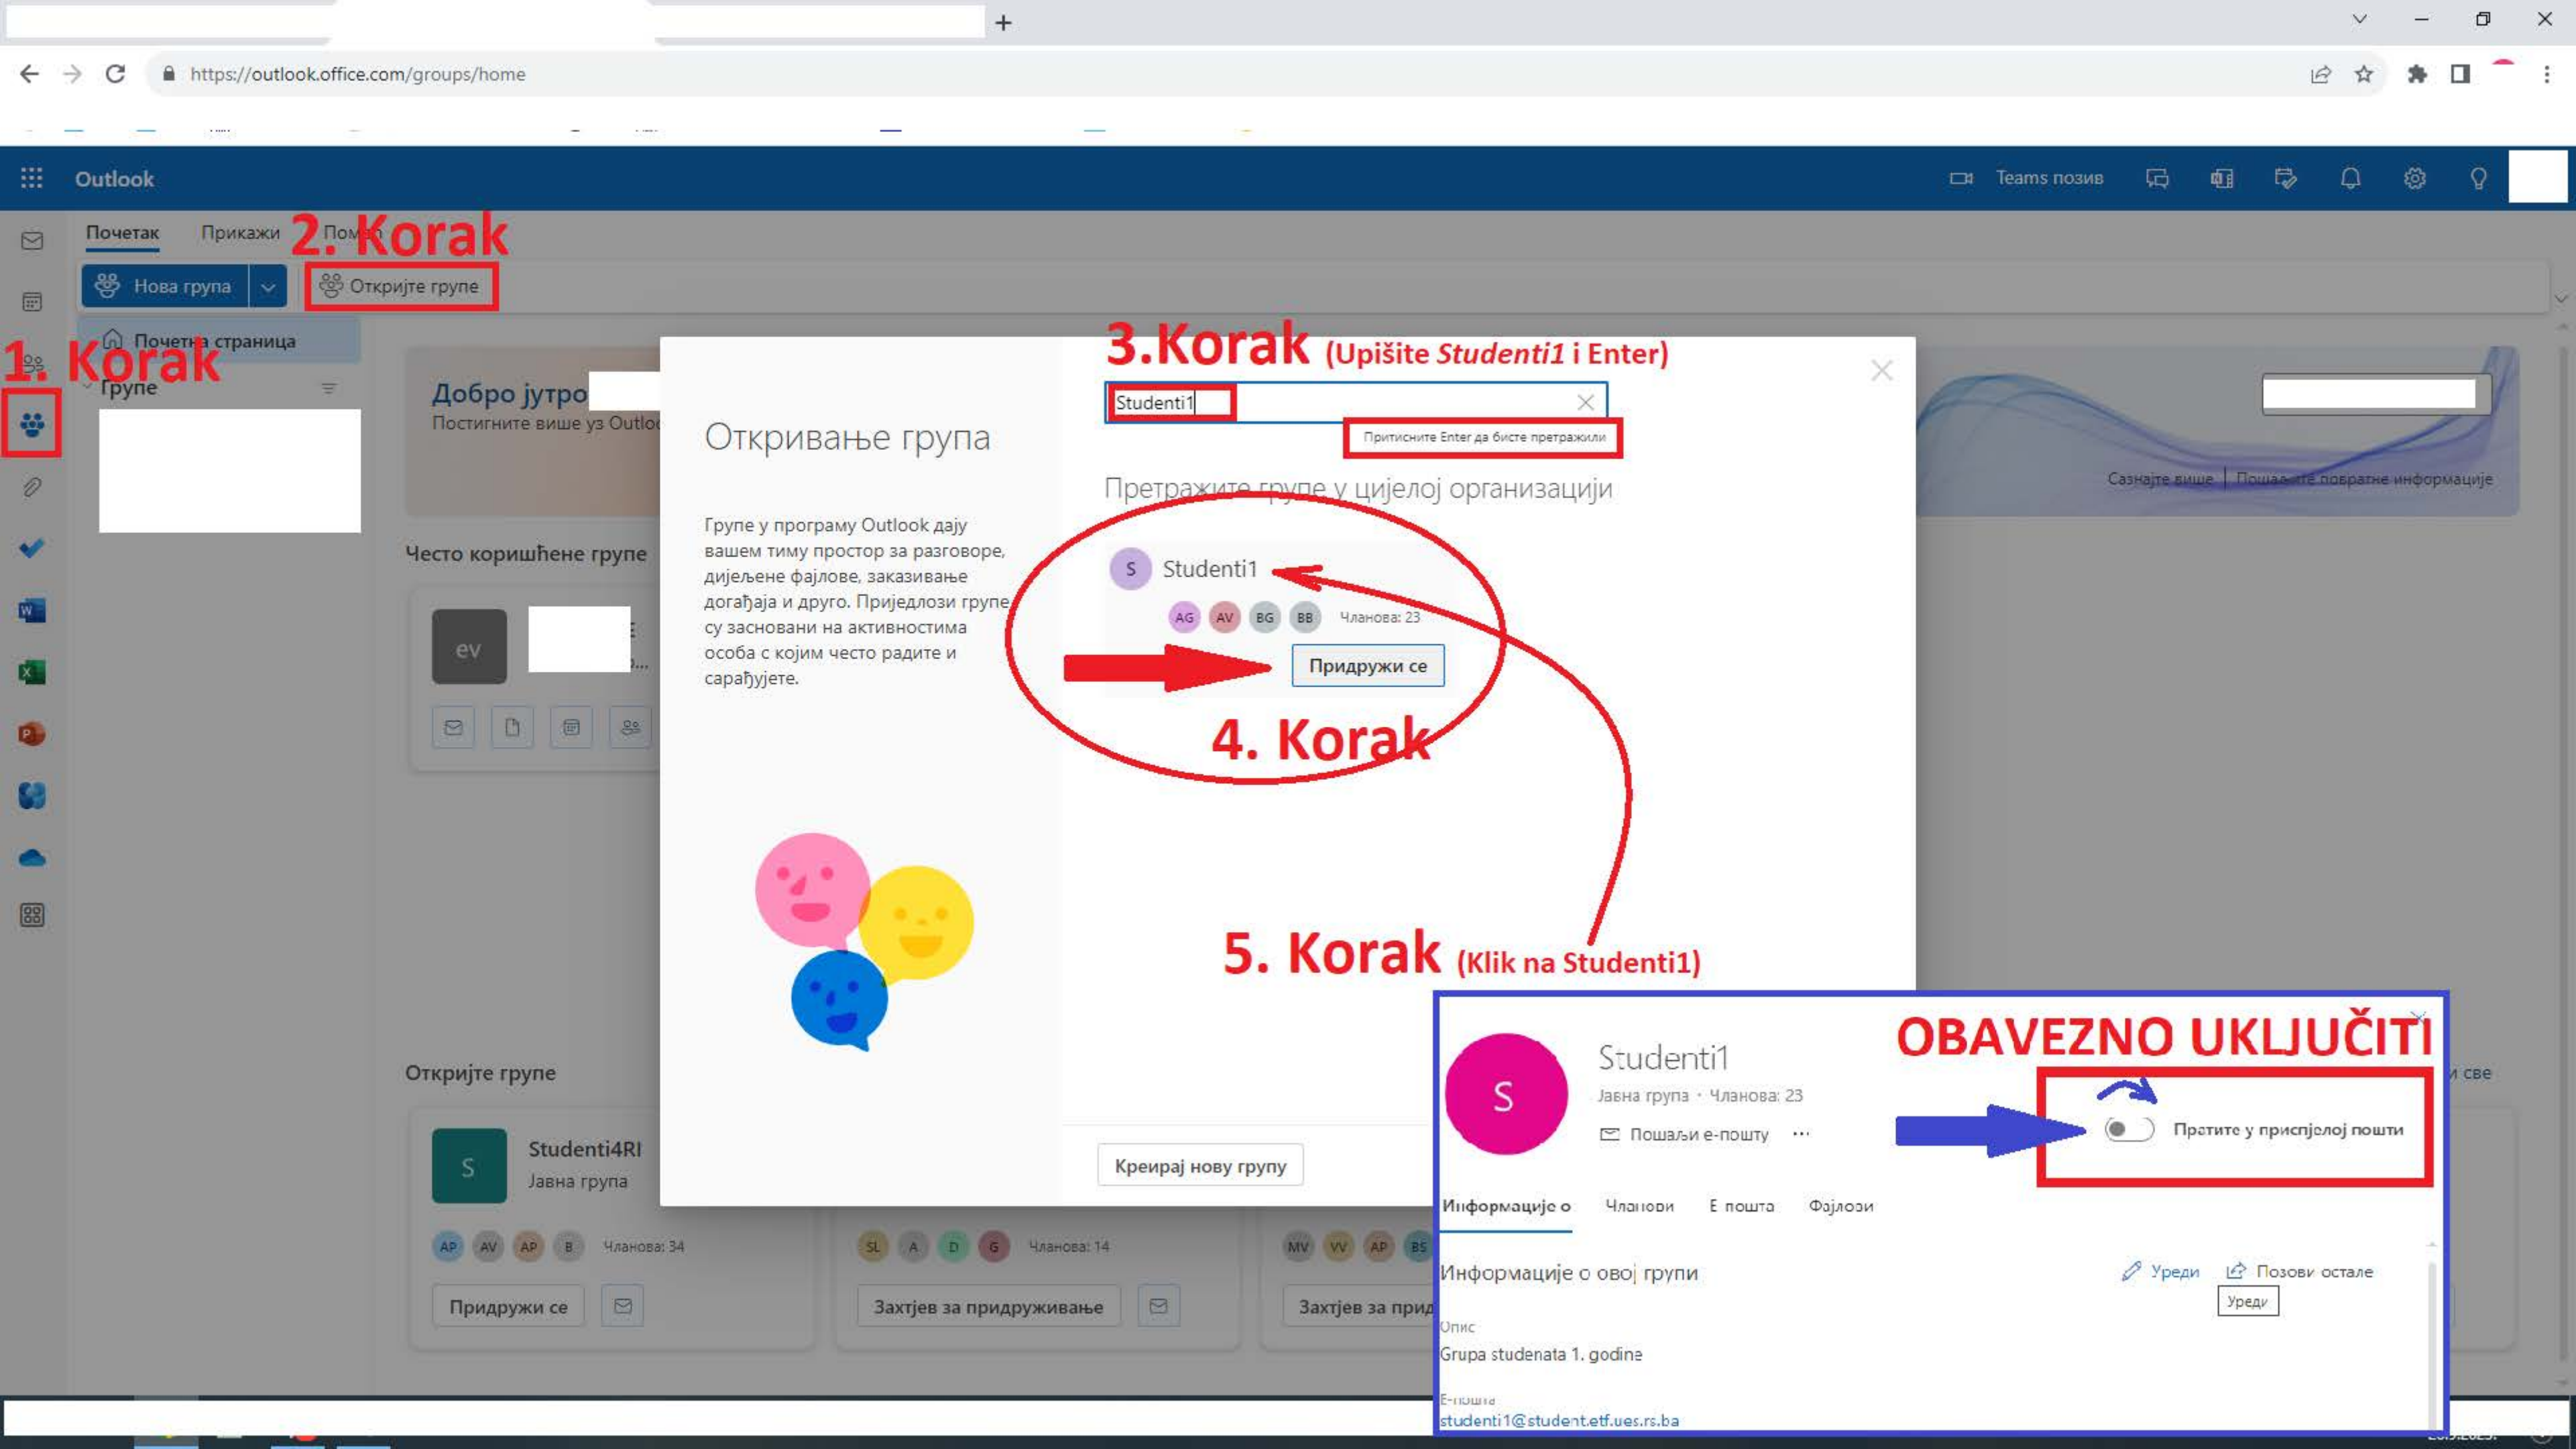 https://outlook.office.com/groups/home
Outlook
Teams позив
Почетак
Прикажи
2. Korak
Нова група
Откријте групе
Почетна страница
1. Korak
Групе
Добро јутро
Постигните више уз
Сазнајте више
Пошаљите повратне информације
Често коришћене групе
ev
Откривање група
Групе у програму Outlook дају
вашем тиму простор за разговоре,
дијељене фајлове, заказивање
догађаја и друго. Приједлози групе
су засновани на активностима
особа с којим често радите и
сарађујете.
3.Korak (Upišite Studenti1 i Enter)
Studenti1
Притисните Enter да бисте претражили
Претражите групе у цијелој организацији
S Studenti1
AG AV BG BB Чланова: 23
Придружи се
4. Korak
5. Korak (Klik na Studenti1)
Креирај нову групу
Откријте групе
све
S
Studenti4RI
Јавна група
AP AV AP B Чланова: 34
Придружи се
SL A D G Чланова: 14
Захтјев за придруживање
MV VV AP BS
Захтјев за
OBAVEZNO UKLJUČITI
S
Studenti1
Јавна група · Чланова: 23
Пошаљи е-пошту ...
Пратите у приспјелој пошти
Информације о
Чланови
Е-пошта
Фајлови
Информације о овој групи
Уреди
Позови остале
Уреди
Опис
Grupa studenata 1. godine
Е-пошта
studenti1@student.etf.ues.rs.ba